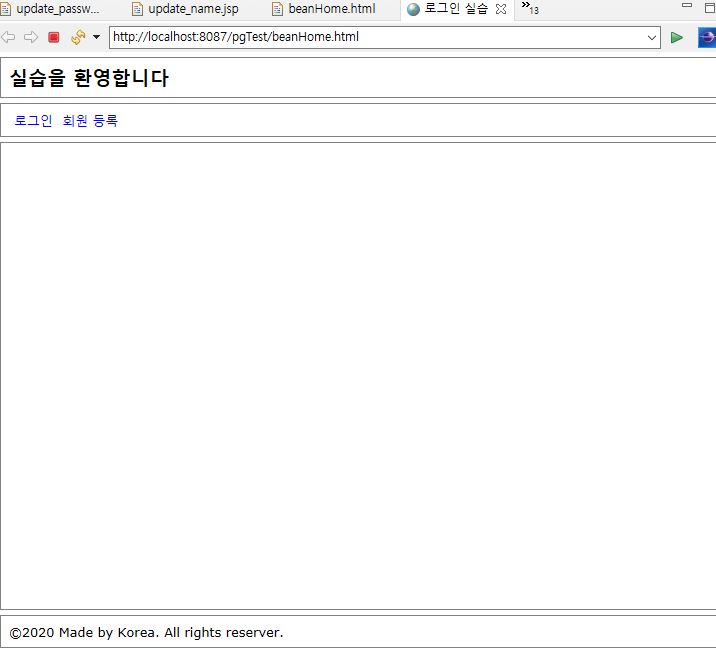 update_passw... update_name.jsp beanHome.html 로그인 실습 »13
http://localhost:8087/pgTest/beanHome.html
실습을 환영합니다
로그인 회원 등록
©2020 Made by Korea. All rights reserver.